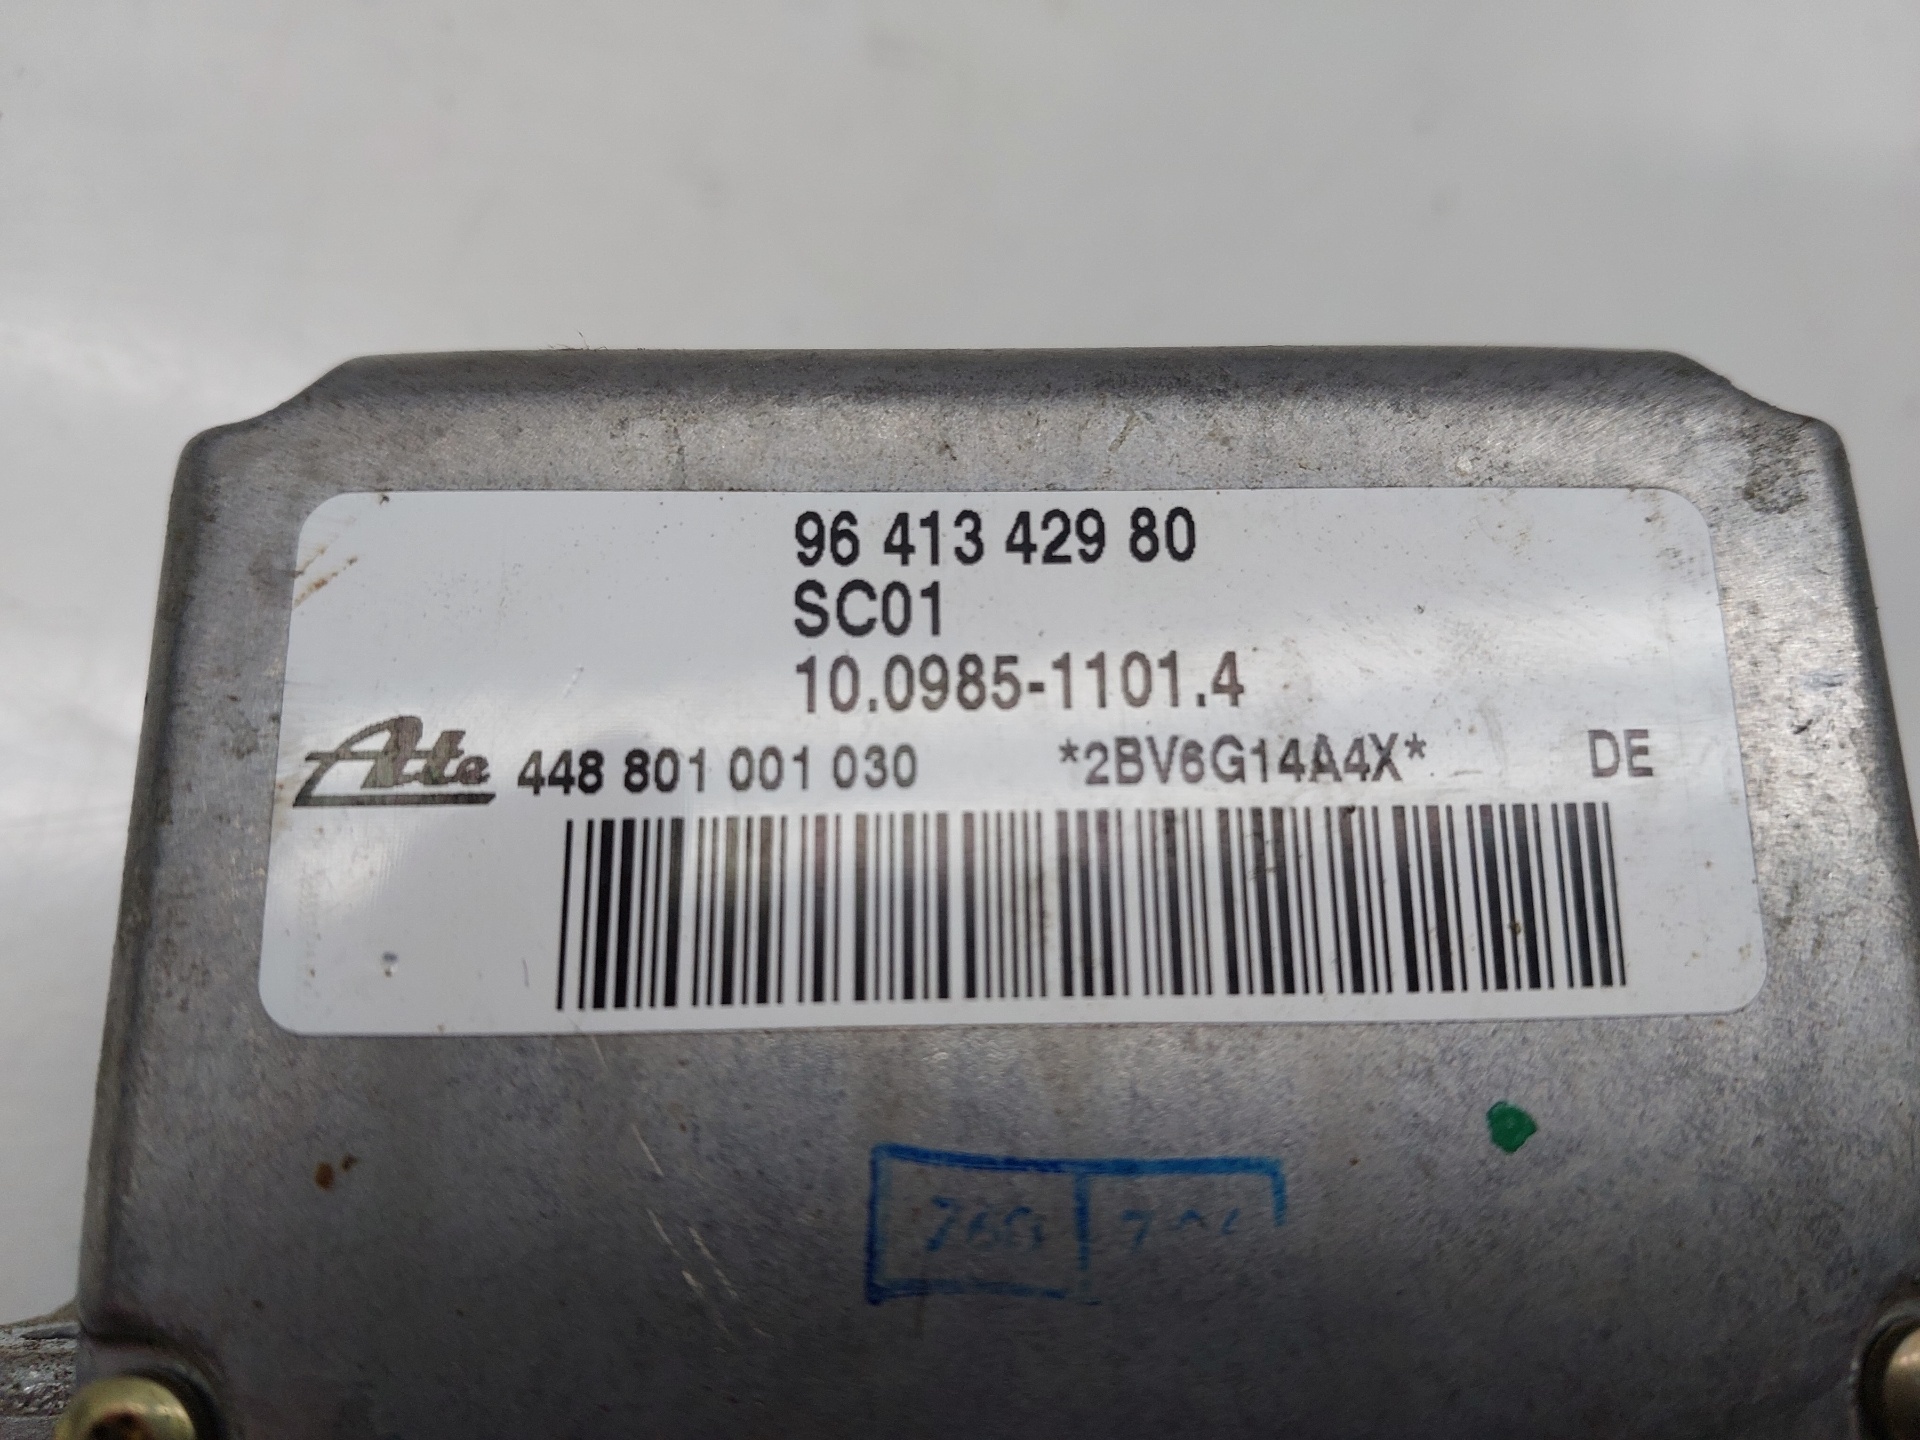 96 413 429 80
SC01
10.0985-1101.4
Ate 448 801 001 030 *2BV6G14A4X* DE